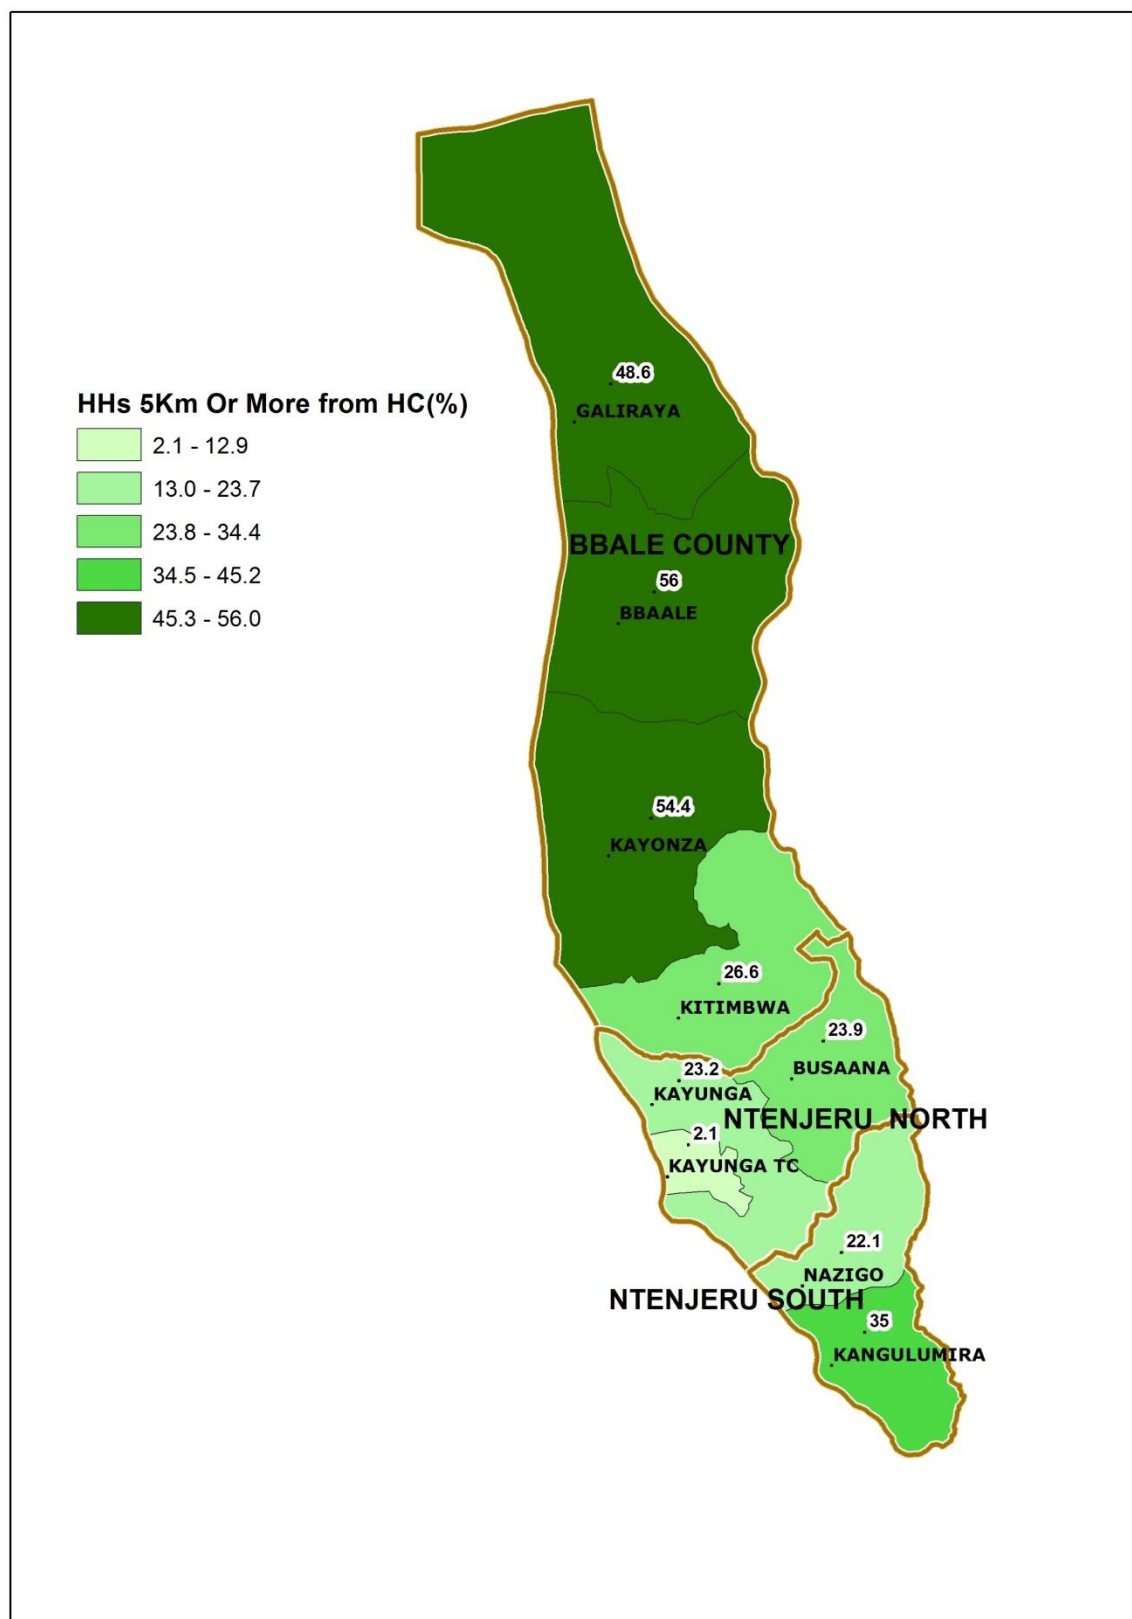 48.6
GALIRAYA
HHs 5Km Or More from HC(%)
2.1 - 12.9
13.0 - 23.7
23.8 - 34.4
34.5 - 45.2
45.3 - 56.0
BBALE COUNTY
56
BBAALE
54.4
KAYONZA
26.6
KITIMBWA
23.9
BUSAANA
23.2
KAYUNGA
NTENJERU NORTH
2.1
KAYUNGA TC
22.1
NAZIGO
NTENJERU SOUTH
35
KANGULUMIRA